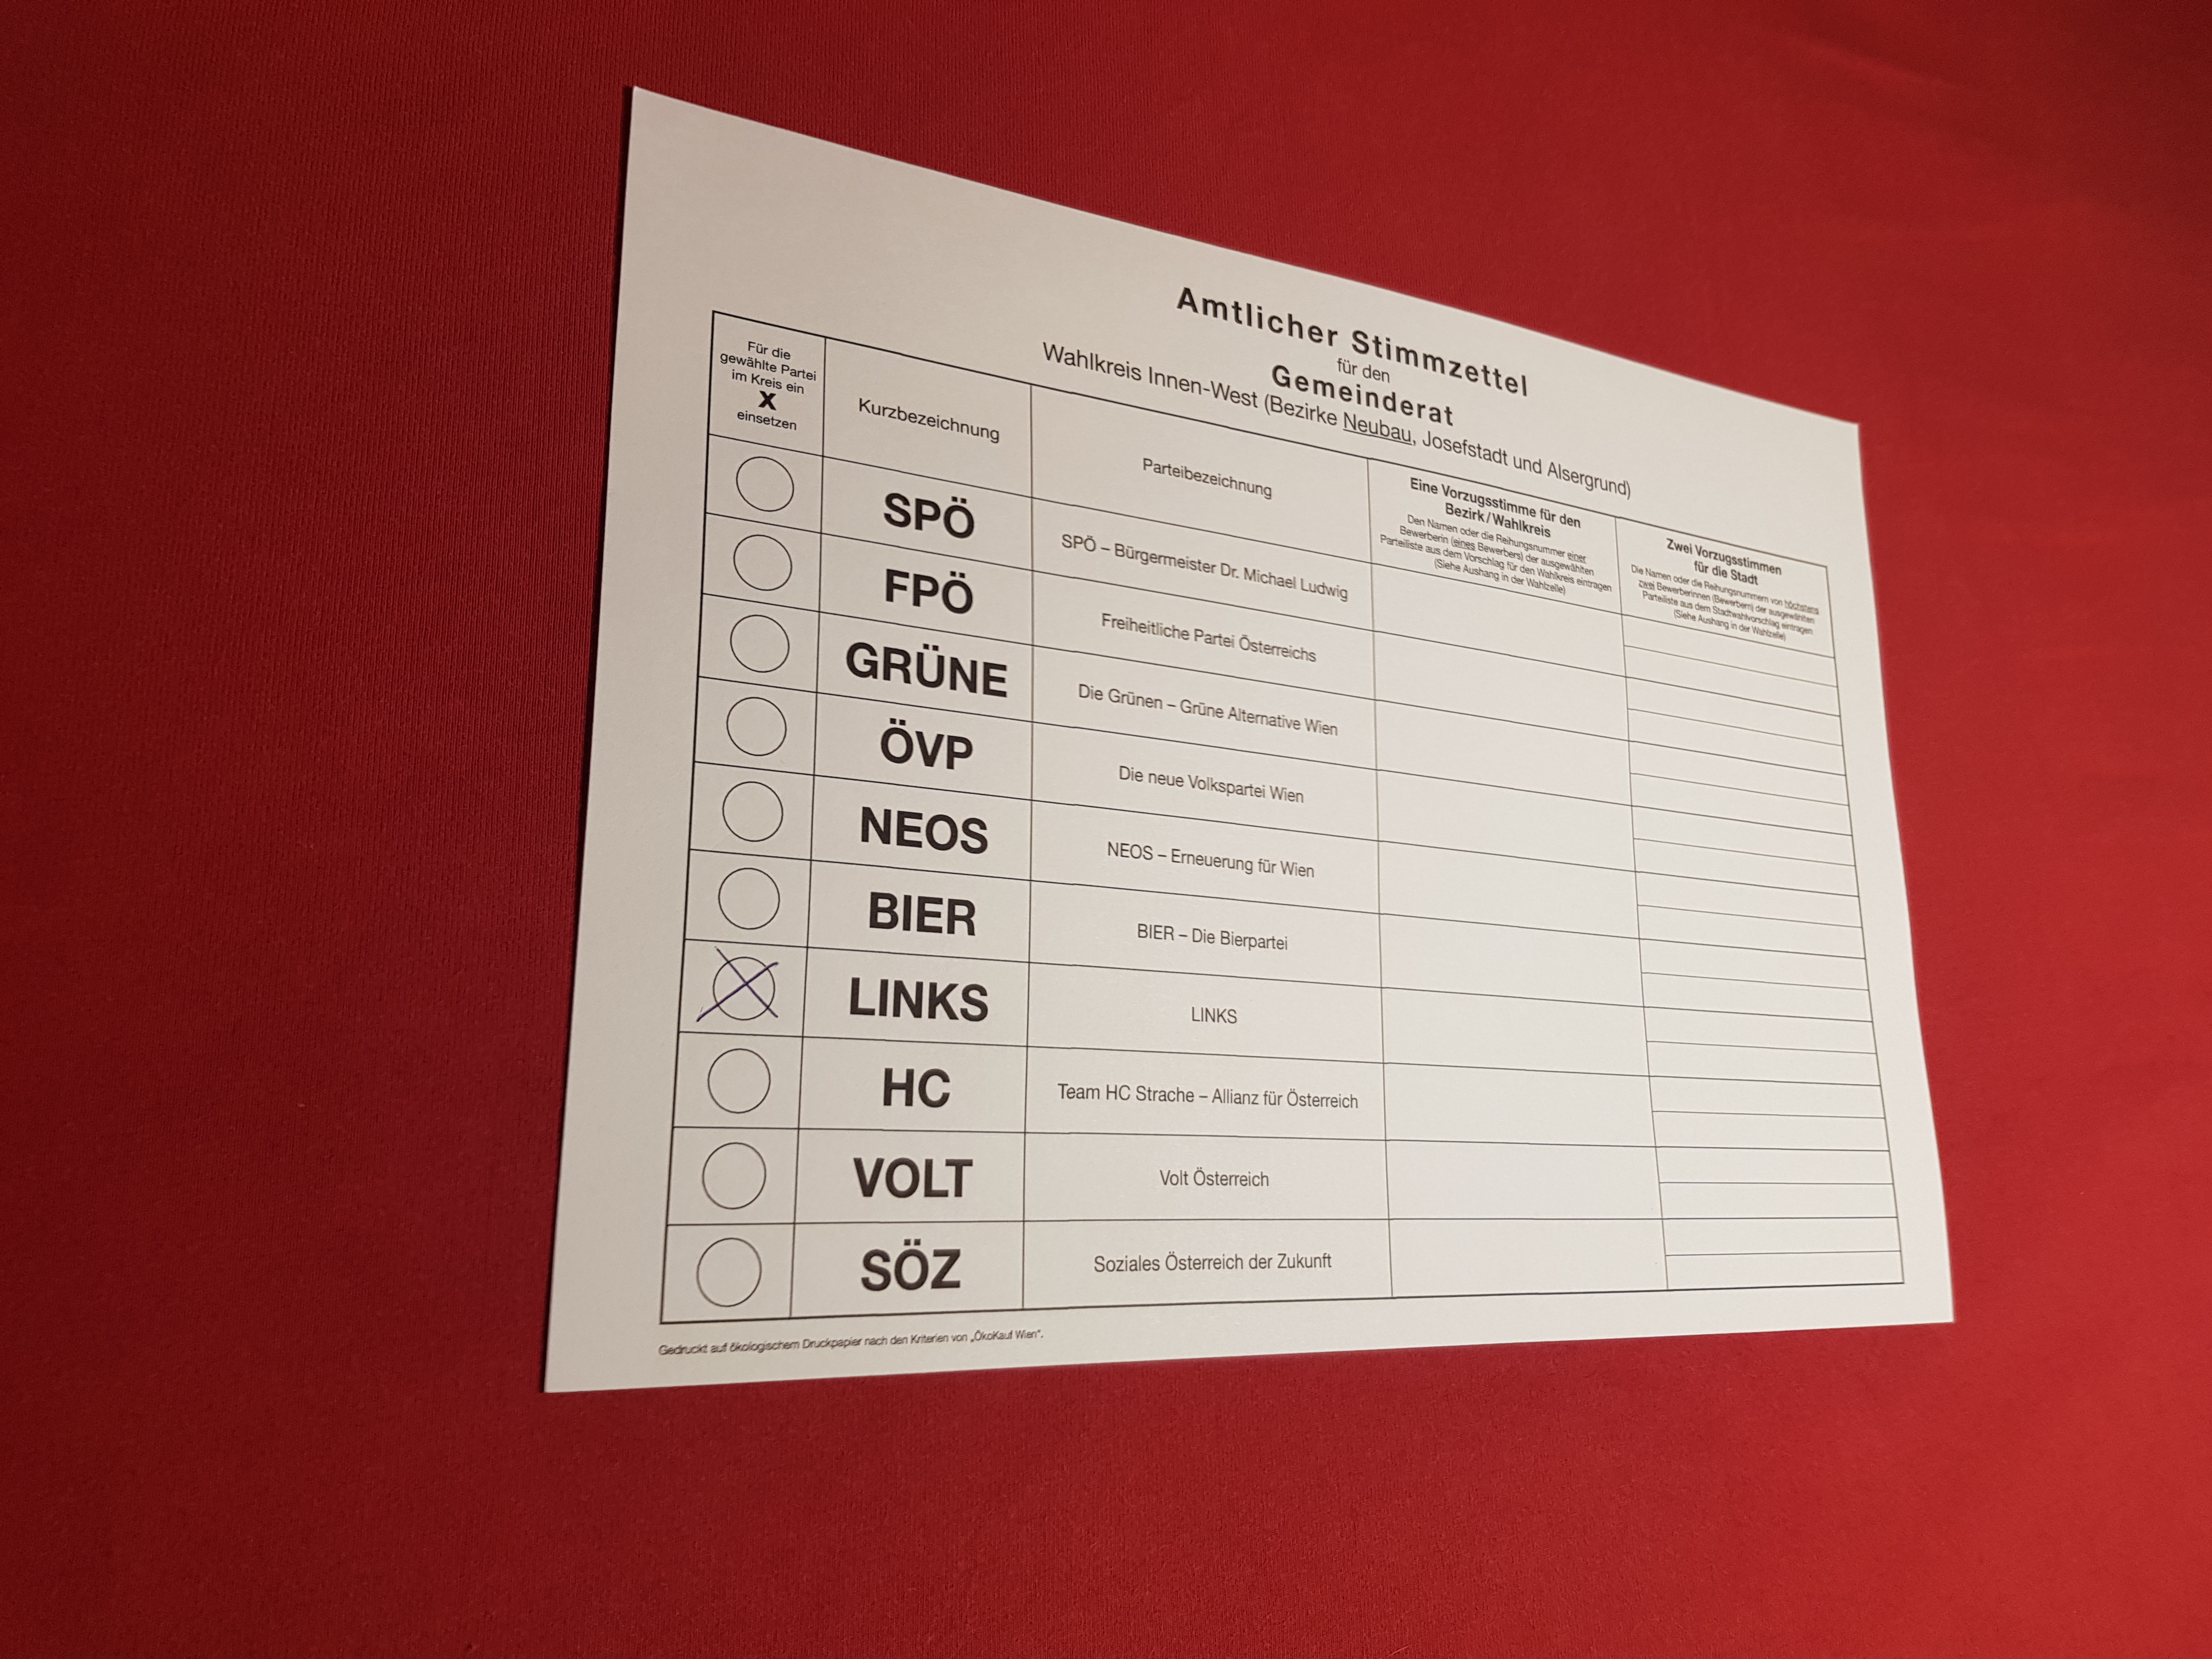 Amtlicher Stimmzettel
für den
Gemeinderat
Wahlkreis Innen-West (Bezirke Neubau, Josefstadt und Alsergrund)
Für die
gewählte Partei
im Kreis ein
X
einsetzen
Kurzbezeichnung
Parteibezeichnung
Eine Vorzugsstimme für den
Bezirk / Wahlkreis
Den Namen oder die Reihungsnummer einer
Bewerberin (eines Bewerbers) der ausgewählten
Parteiliste aus dem Vorschlag für den Wahlkreis eintragen
(Siehe Aushang in der Wahlzelle)
Zwei Vorzugsstimmen
für die Stadt
Die Namen oder die Reihungsnummern von höchstens
zwei Bewerberinnen (Bewerbern) der ausgewählten
Parteiliste aus dem Stadtwahlvorschlag eintragen
(Siehe Aushang in der Wahlzelle)
SPÖ
SPÖ – Bürgermeister Dr. Michael Ludwig
FPÖ
Freiheitliche Partei Österreichs
GRÜNE
Die Grünen – Grüne Alternative Wien
ÖVP
Die neue Volkspartei Wien
NEOS
NEOS – Erneuerung für Wien
BIER
BIER – Die Bierpartei
X
LINKS
LINKS
HC
Team HC Strache – Allianz für Österreich
VOLT
Volt Österreich
SÖZ
Soziales Österreich der Zukunft
Gedruckt auf ökologischem Druckpapier nach den Kriterien von „ÖkoKauf Wien“.